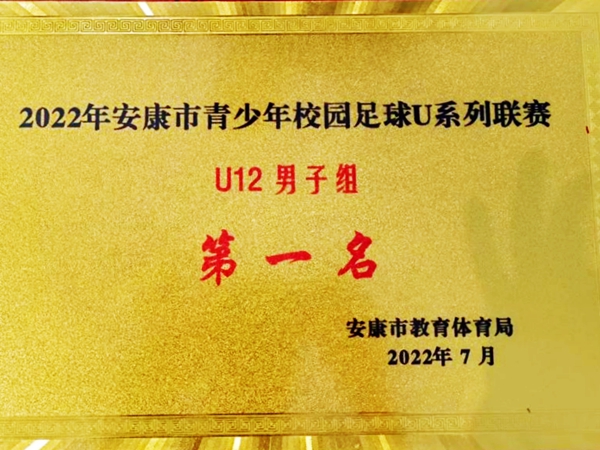 2022年安康市青少年校园足球U系列联赛
U12 男子组
第一名
安康市教育体育局
2022年7月